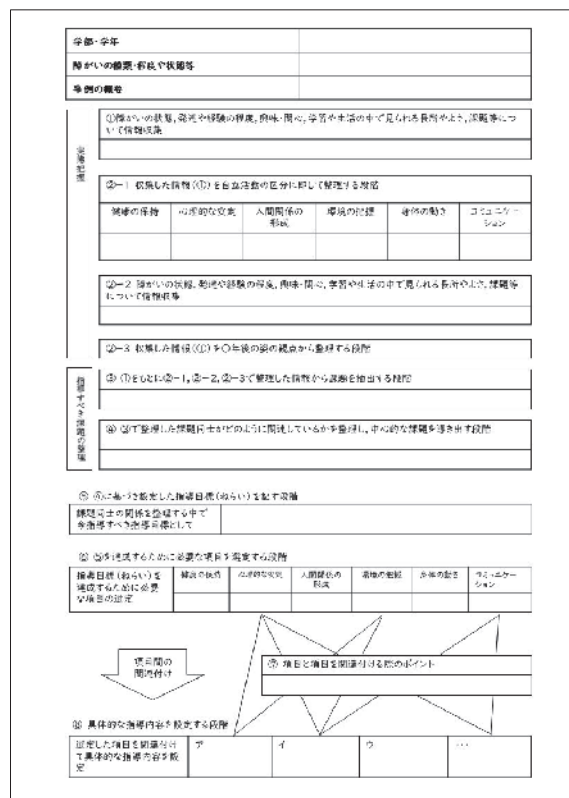 学部・学年
障がいの種類・程度や状態等
事例の概要
実態把握
①障がいの状態,発達や経験の程度,興味・関心,学習や生活の中で見られる長所やよさ,課題等につ
いて情報収集
②-1 収集した情報(①)を自立活動の区分に即して整理する段階
健康の保持 心理的な安定 人間関係の 環境の把握 身体の動き コミュニケー
形成 ション
②-2 障がいの状態,発達や経験の程度,興味・関心,学習や生活の中で見られる長所やよさ,課題等
について情報収集
②-3 収集した情報(①)を〇年後の姿の観点から整理する段階
指導すべき課題の整理
③ ①をもとに②-1,②-2,②-3で整理した情報から課題を抽出する段階
④ ③で整理した課題同士がどのように関連しているかを整理し,中心的な課題を導き出す段階
⑤ ④に基づき設定した指導目標(ねらい)を記す段階
課題同士の関係を整理する中で
今指導すべき指導目標として
⑥ ⑤を達成するために必要な項目を選定する段階
指導目標(ねらい)を
達成するために必要
な項目の選定
健康の保持 心理的な安定 人間関係の 環境の把握 身体の動き コミュニケー
形成 ション
項目間の
関連付け
⑦ 項目と項目を関連付ける際のポイント
⑧ 具体的な指導内容を設定する段階
選定した項目を関連付け
て具体的な指導内容を設
定
ア イ ウ …